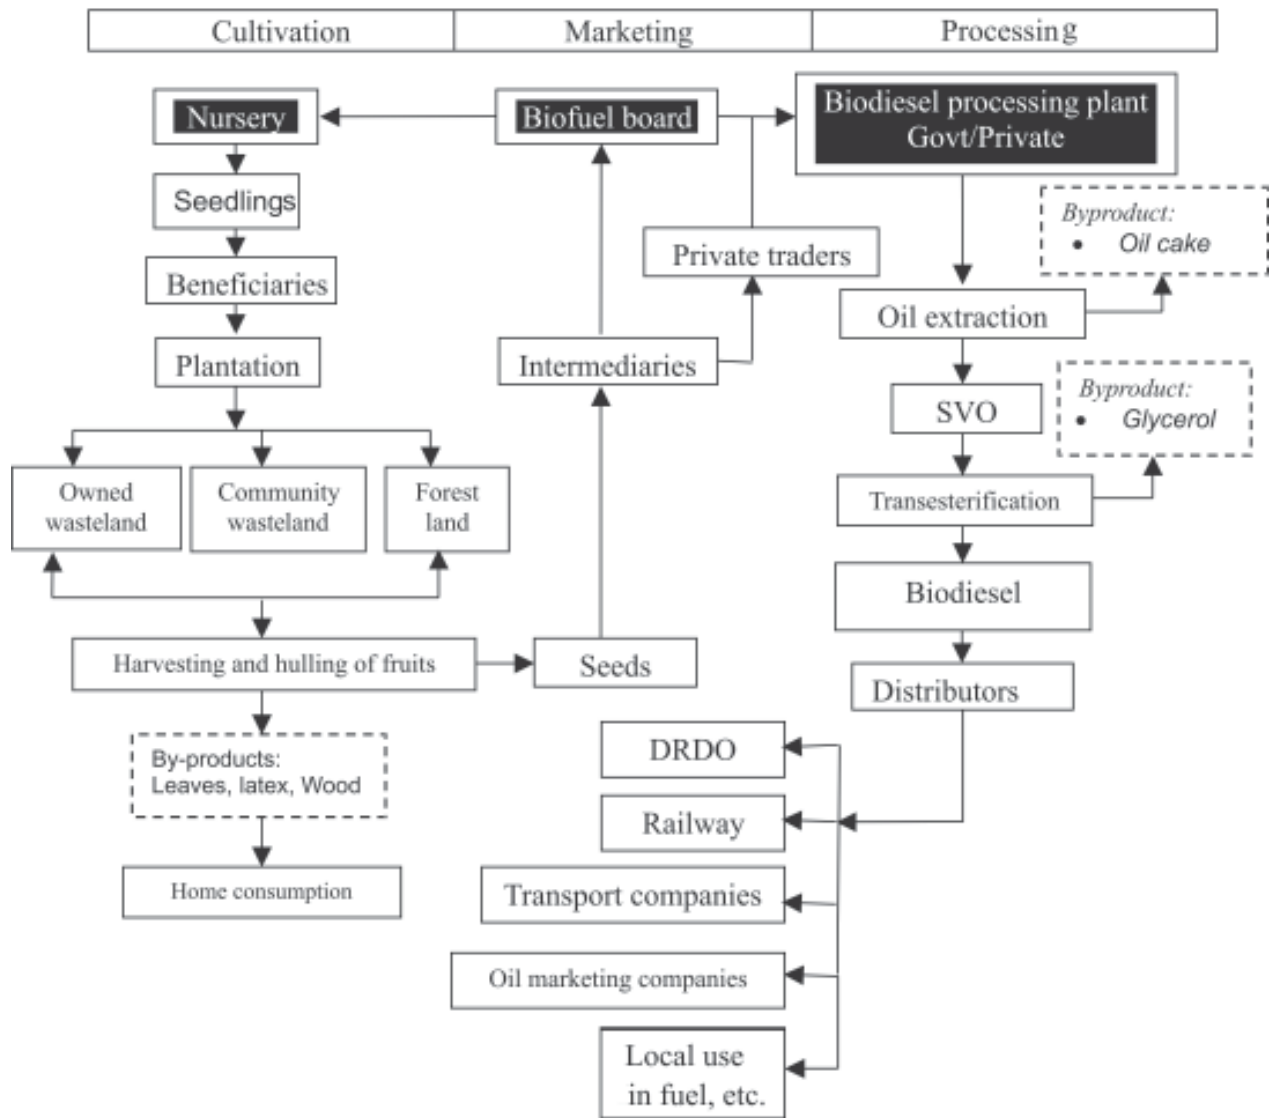 Cultivation
Marketing
Processing
Nursery
Biofuel board
Biodiesel processing plant
Govt/Private
Seedlings
Byproduct:
• Oil cake
Private traders
Beneficiaries
Oil extraction
Plantation
Intermediaries
Byproduct:
• Glycerol
SVO
Owned
wasteland
Community
wasteland
Forest
land
Transesterification
Biodiesel
Harvesting and hulling of fruits
Seeds
Distributors
By-products:
Leaves, latex, Wood
DRDO
Railway
Home consumption
Transport companies
Oil marketing companies
Local use
in fuel, etc.